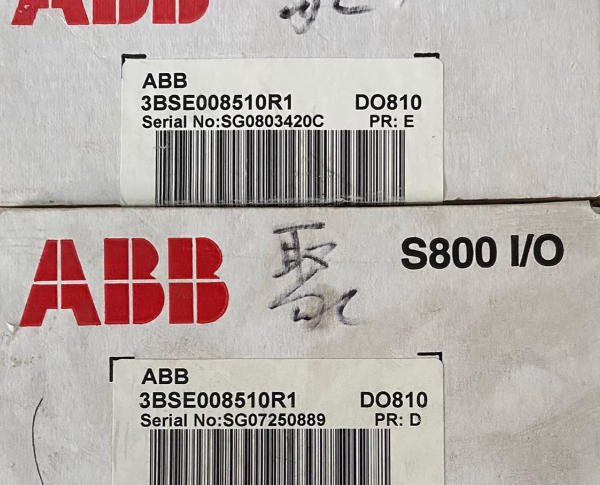 ABB
ABB
3BSE008510R1 DO810
Serial No:SG0803420C PR: E
ABB S800 I/O
ABB
3BSE008510R1 DO810
Serial No:SG07250889 PR: D